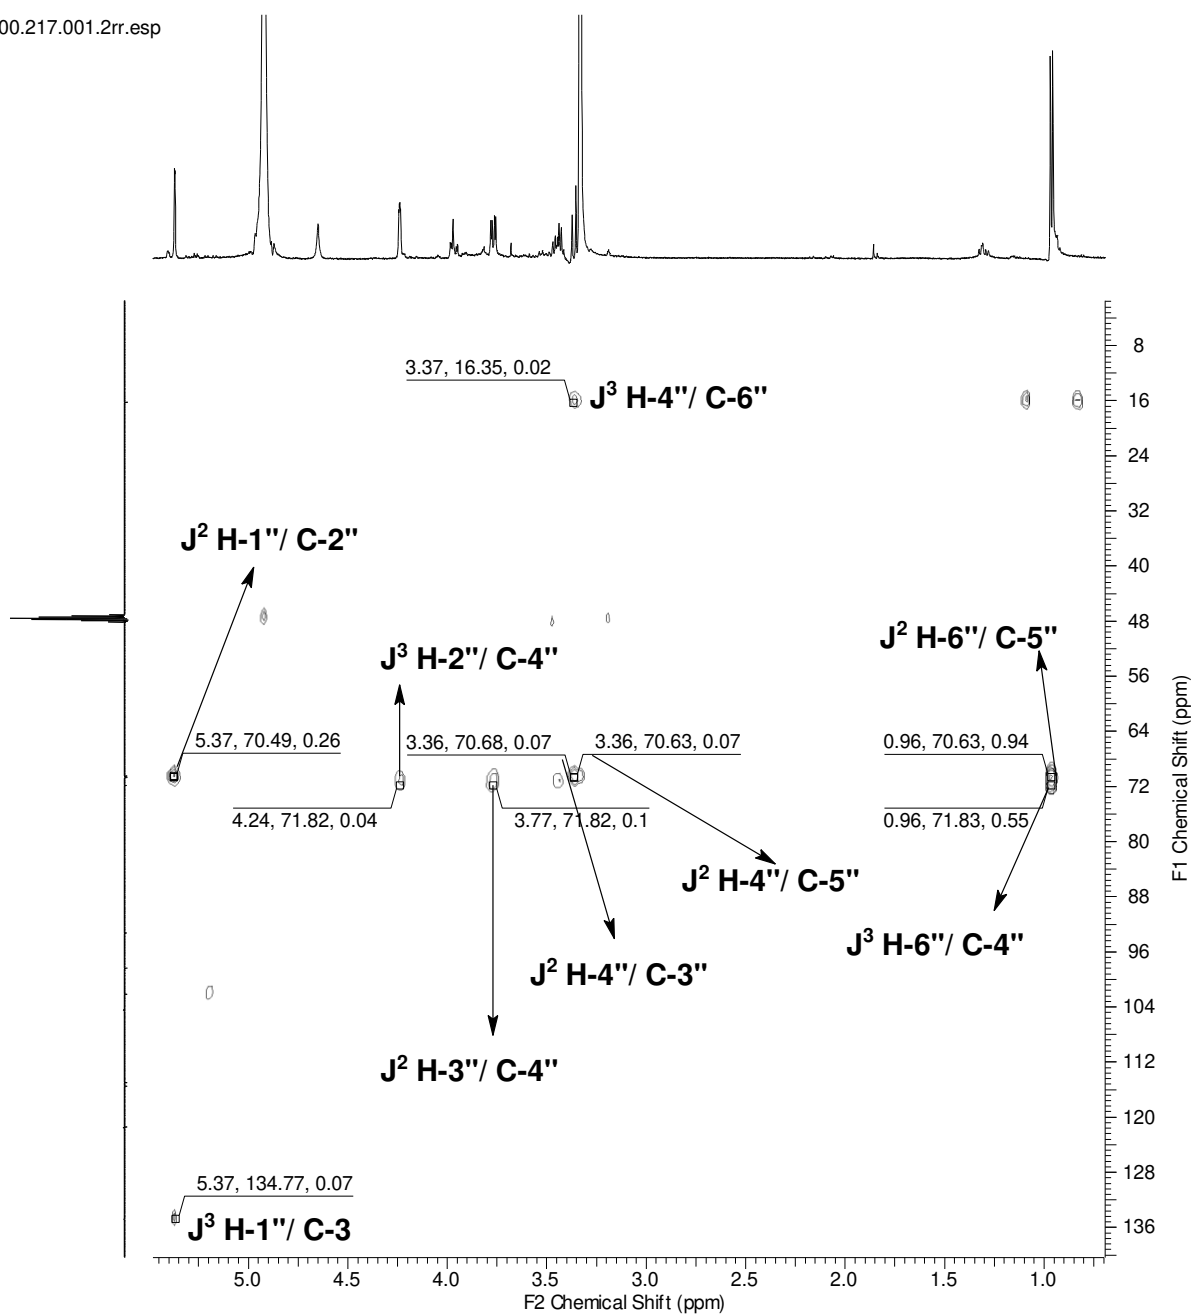 00.217.001.2rr.esp
8
3.37, 16.35, 0.02
J³ H-4"/ C-6"
16
24
32
J² H-1"/ C-2"
40
48
J² H-6"/ C-5"
J³ H-2"/ C-4"
56
64
5.37, 70.49, 0.26
3.36, 70.68, 0.07
3.36, 70.63, 0.07
0.96, 70.63, 0.94
72
4.24, 71.82, 0.04
3.77, 71.82, 0.1
0.96, 71.83, 0.55
80
J² H-4"/ C-5"
88
J³ H-6"/ C-4"
96
J² H-4"/ C-3"
104
J² H-3"/ C-4"
112
120
128
5.37, 134.77, 0.07
J³ H-1"/ C-3
136
F1 Chemical Shift (ppm)
5.0 4.5 4.0 3.5 3.0 2.5 2.0 1.5 1.0
F2 Chemical Shift (ppm)